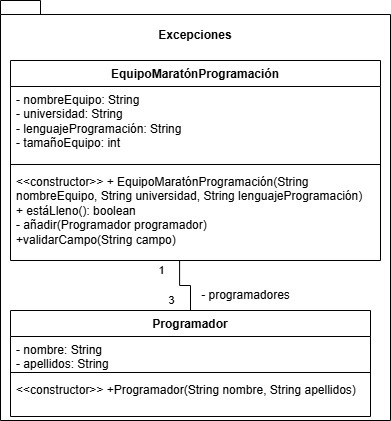 Excepciones
EquipoMaratónProgramación
- nombreEquipo: String
- universidad: String
- lenguajeProgramación: String
- tamañoEquipo: int
<<constructor>> + EquipoMaratónProgramación(String
nombreEquipo, String universidad, String lenguajeProgramación)
+ estáLleno(): boolean
- añadir(Programador programador)
+validarCampo(String campo)
1
3
- programadores
Programador
- nombre: String
- apellidos: String
<<constructor>> +Programador(String nombre, String apellidos)